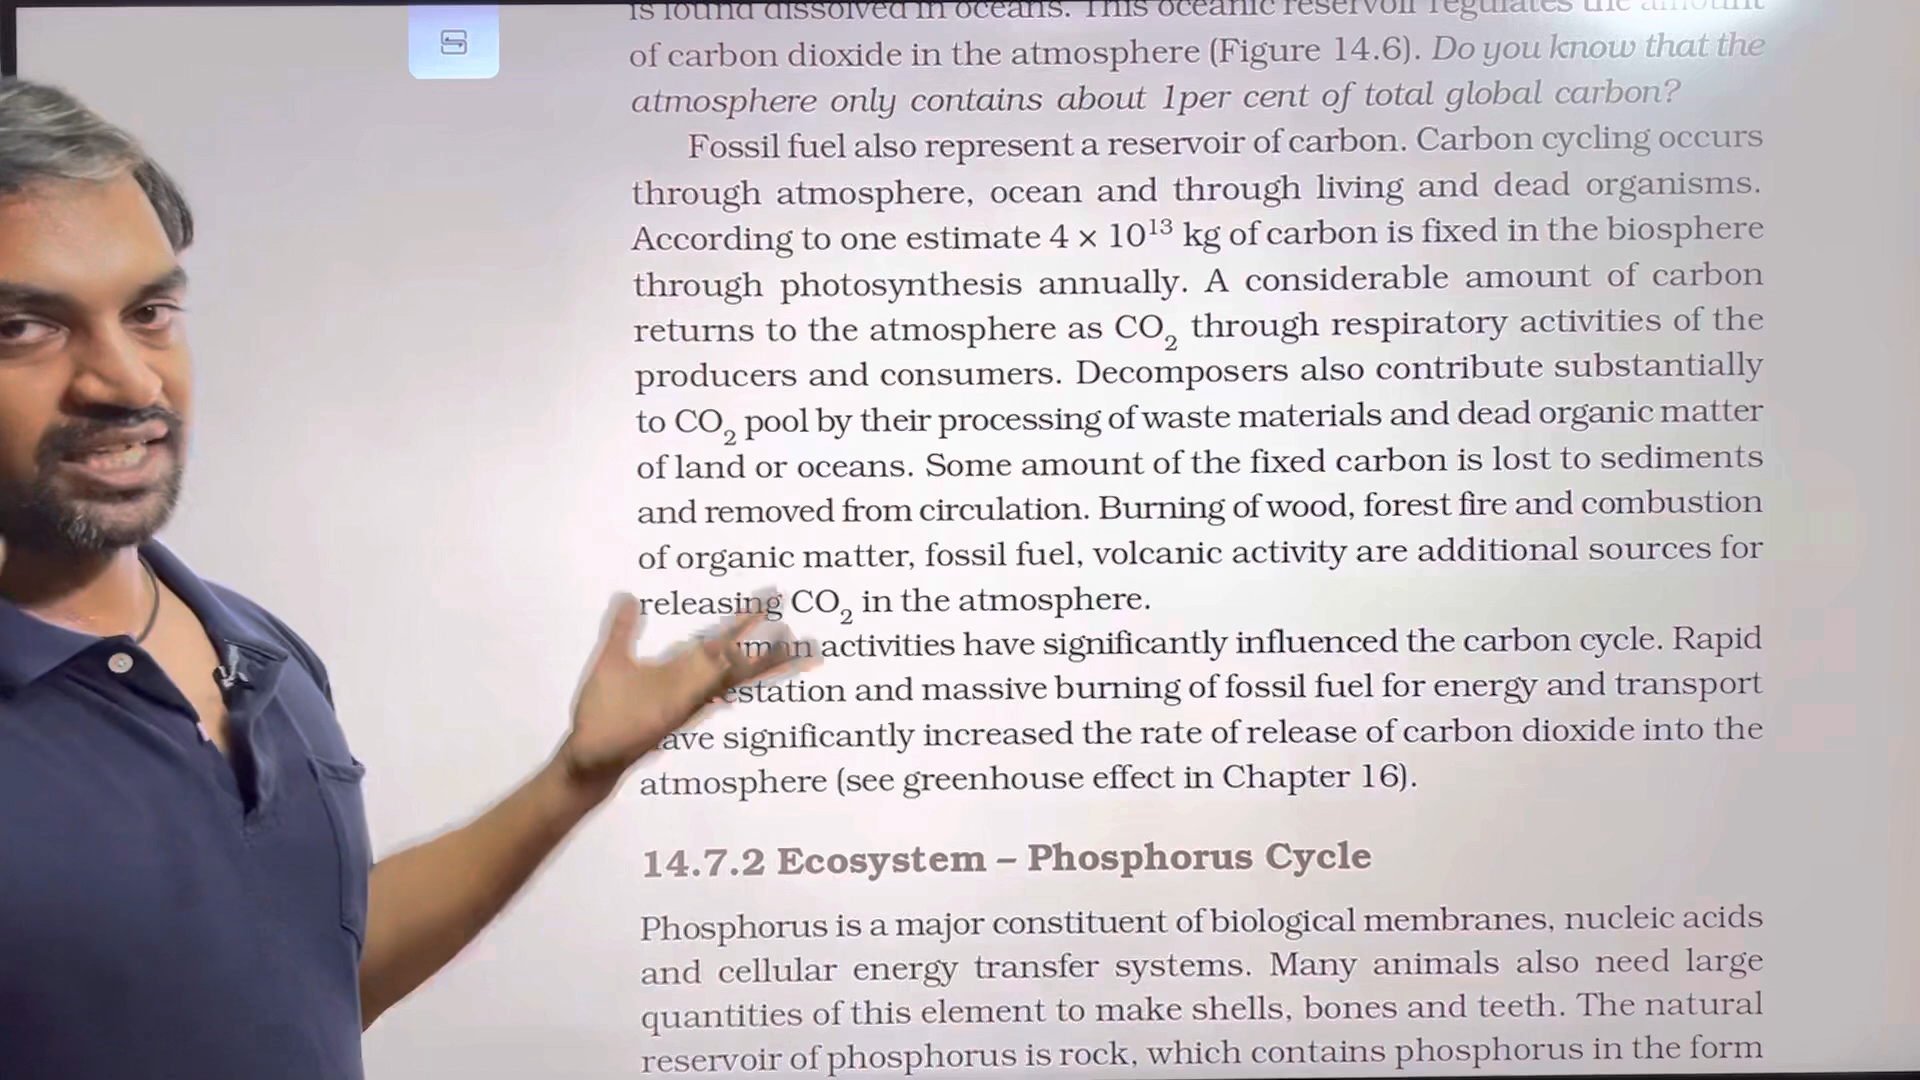 is found dissolved in oceans. This oceanic reservoir regulates the amount
of carbon dioxide in the atmosphere (Figure 14.6). Do you know that the
atmosphere only contains about 1per cent of total global carbon?
Fossil fuel also represent a reservoir of carbon. Carbon cycling occurs
through atmosphere, ocean and through living and dead organisms.
According to one estimate 4 × 10¹³ kg of carbon is fixed in the biosphere
through photosynthesis annually. A considerable amount of carbon
returns to the atmosphere as CO₂ through respiratory activities of the
producers and consumers. Decomposers also contribute substantially
to CO₂ pool by their processing of waste materials and dead organic matter
of land or oceans. Some amount of the fixed carbon is lost to sediments
and removed from circulation. Burning of wood, forest fire and combustion
of organic matter, fossil fuel, volcanic activity are additional sources for
releasing CO₂ in the atmosphere.
activities have significantly influenced the carbon cycle. Rapid
and massive burning of fossil fuel for energy and transport
significantly increased the rate of release of carbon dioxide into the
atmosphere (see greenhouse effect in Chapter 16).
14.7.2 Ecosystem – Phosphorus Cycle
Phosphorus is a major constituent of biological membranes, nucleic acids
and cellular energy transfer systems. Many animals also need large
quantities of this element to make shells, bones and teeth. The natural
reservoir of phosphorus is rock, which contains phosphorus in the form